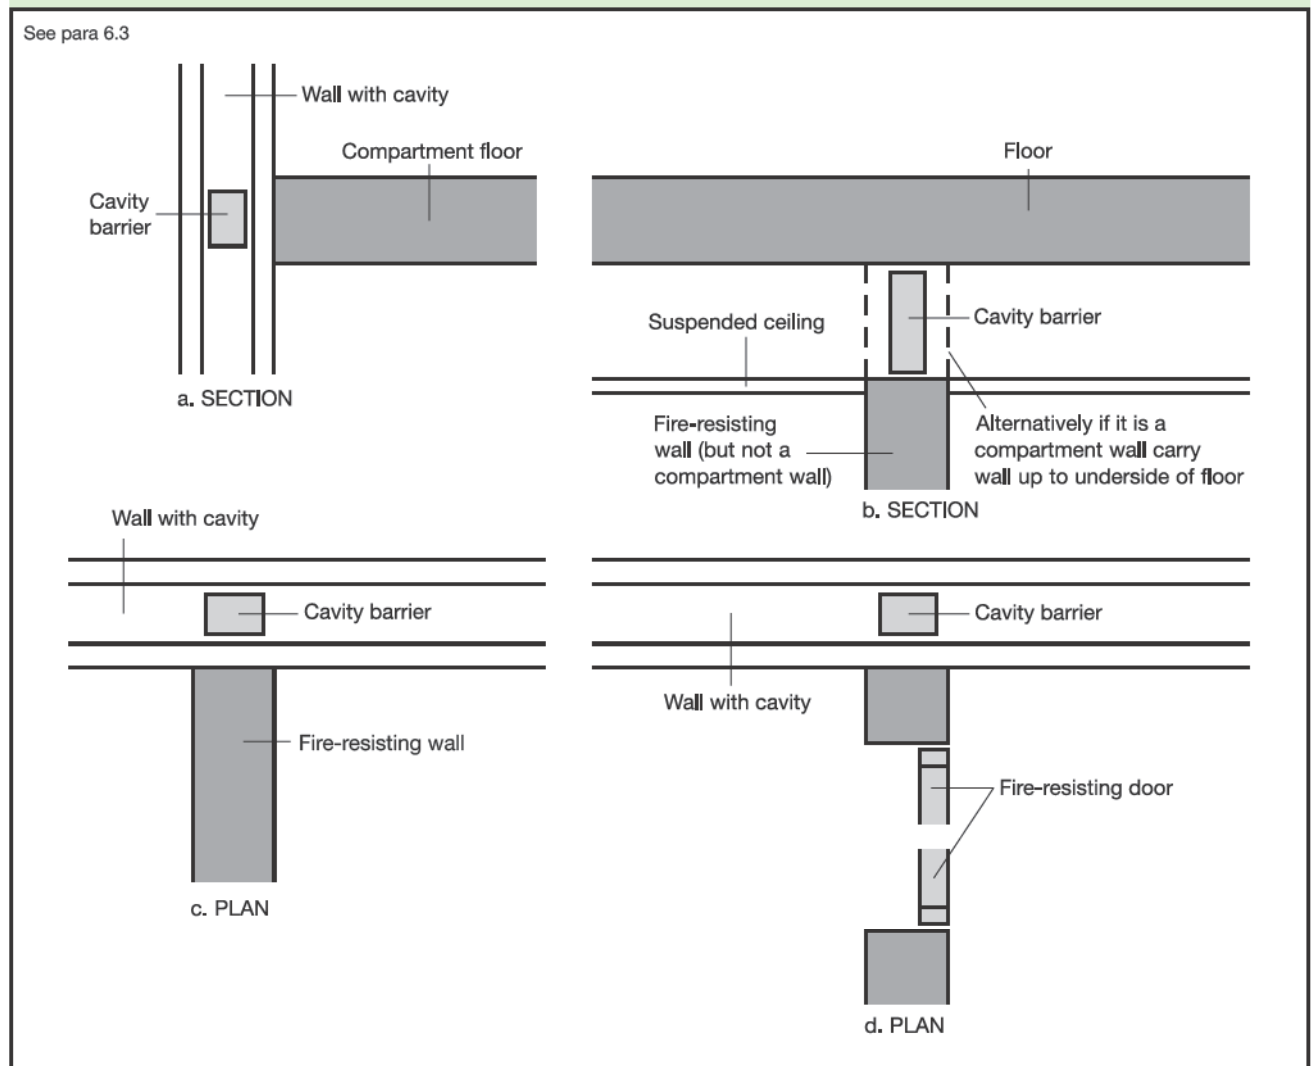 See para 6.3
Wall with cavity
Compartment floor
Cavity
barrier
a. SECTION
Floor
Suspended ceiling
Cavity barrier
Fire-resisting
wall (but not a
compartment wall)
Alternatively if it is a
compartment wall carry
wall up to underside of floor
b. SECTION
Wall with cavity
Cavity barrier
Fire-resisting wall
c. PLAN
Cavity barrier
Wall with cavity
Fire-resisting door
d. PLAN